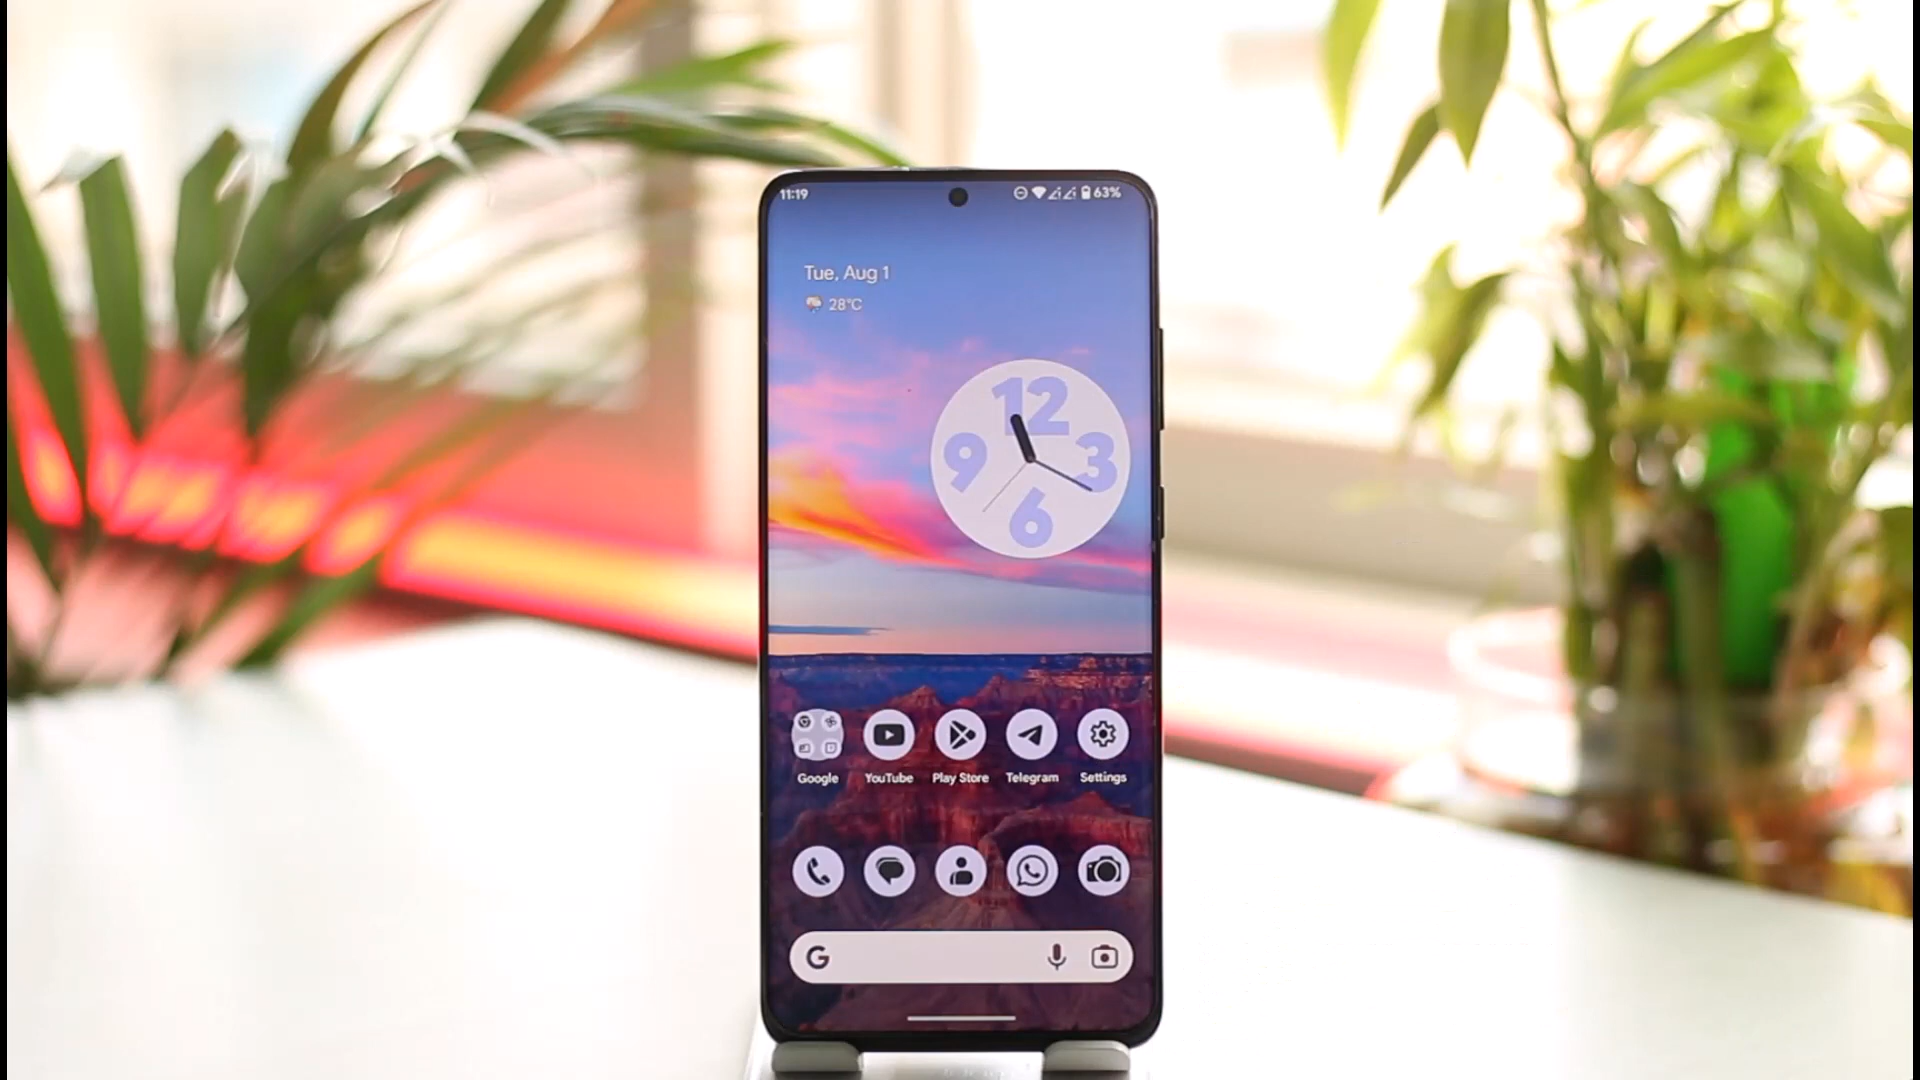 11:19 63%
Tue, Aug 1
28°C
12
9 3
6
Google YouTube Play Store Telegram Settings
G